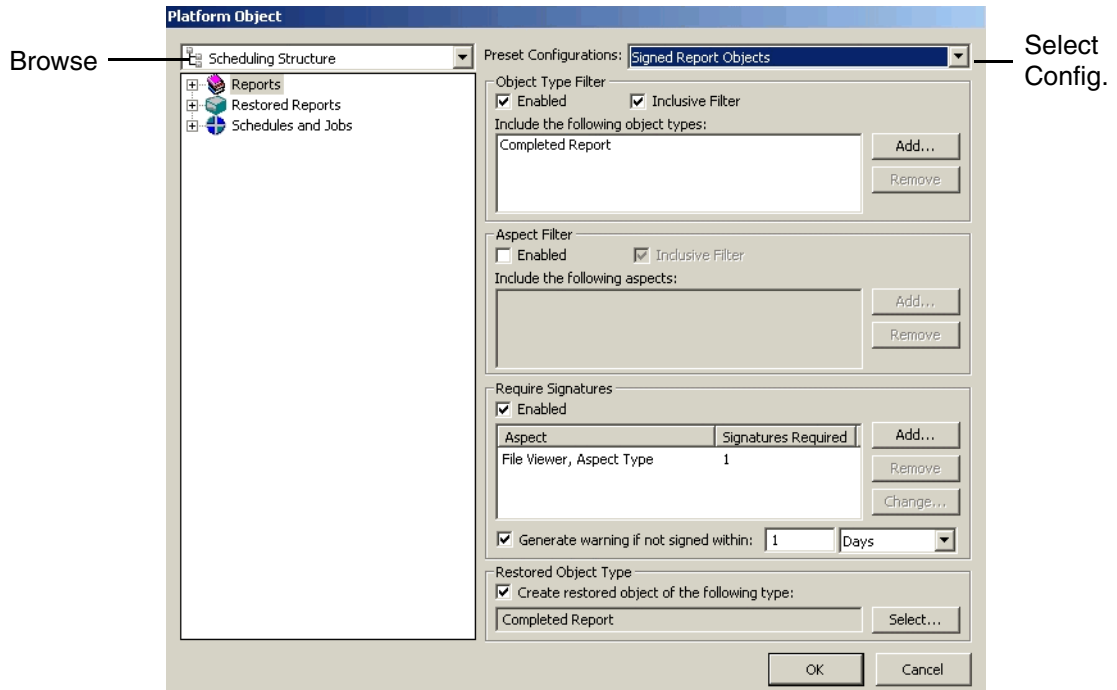 Platform Object
Browse
Scheduling Structure
Reports
Restored Reports
Schedules and Jobs
Preset Configurations: Signed Report Objects
Select
Config.
Object Type Filter
Enabled Inclusive Filter
Include the following object types:
Completed Report
Add...
Remove
Aspect Filter
Enabled Inclusive Filter
Include the following aspects:
Add...
Remove
Require Signatures
Enabled
Aspect Signatures Required
File Viewer, Aspect Type 1
Add...
Remove
Change...
Generate warning if not signed within: 1 Days
Restored Object Type
Create restored object of the following type:
Completed Report Select...
OK Cancel